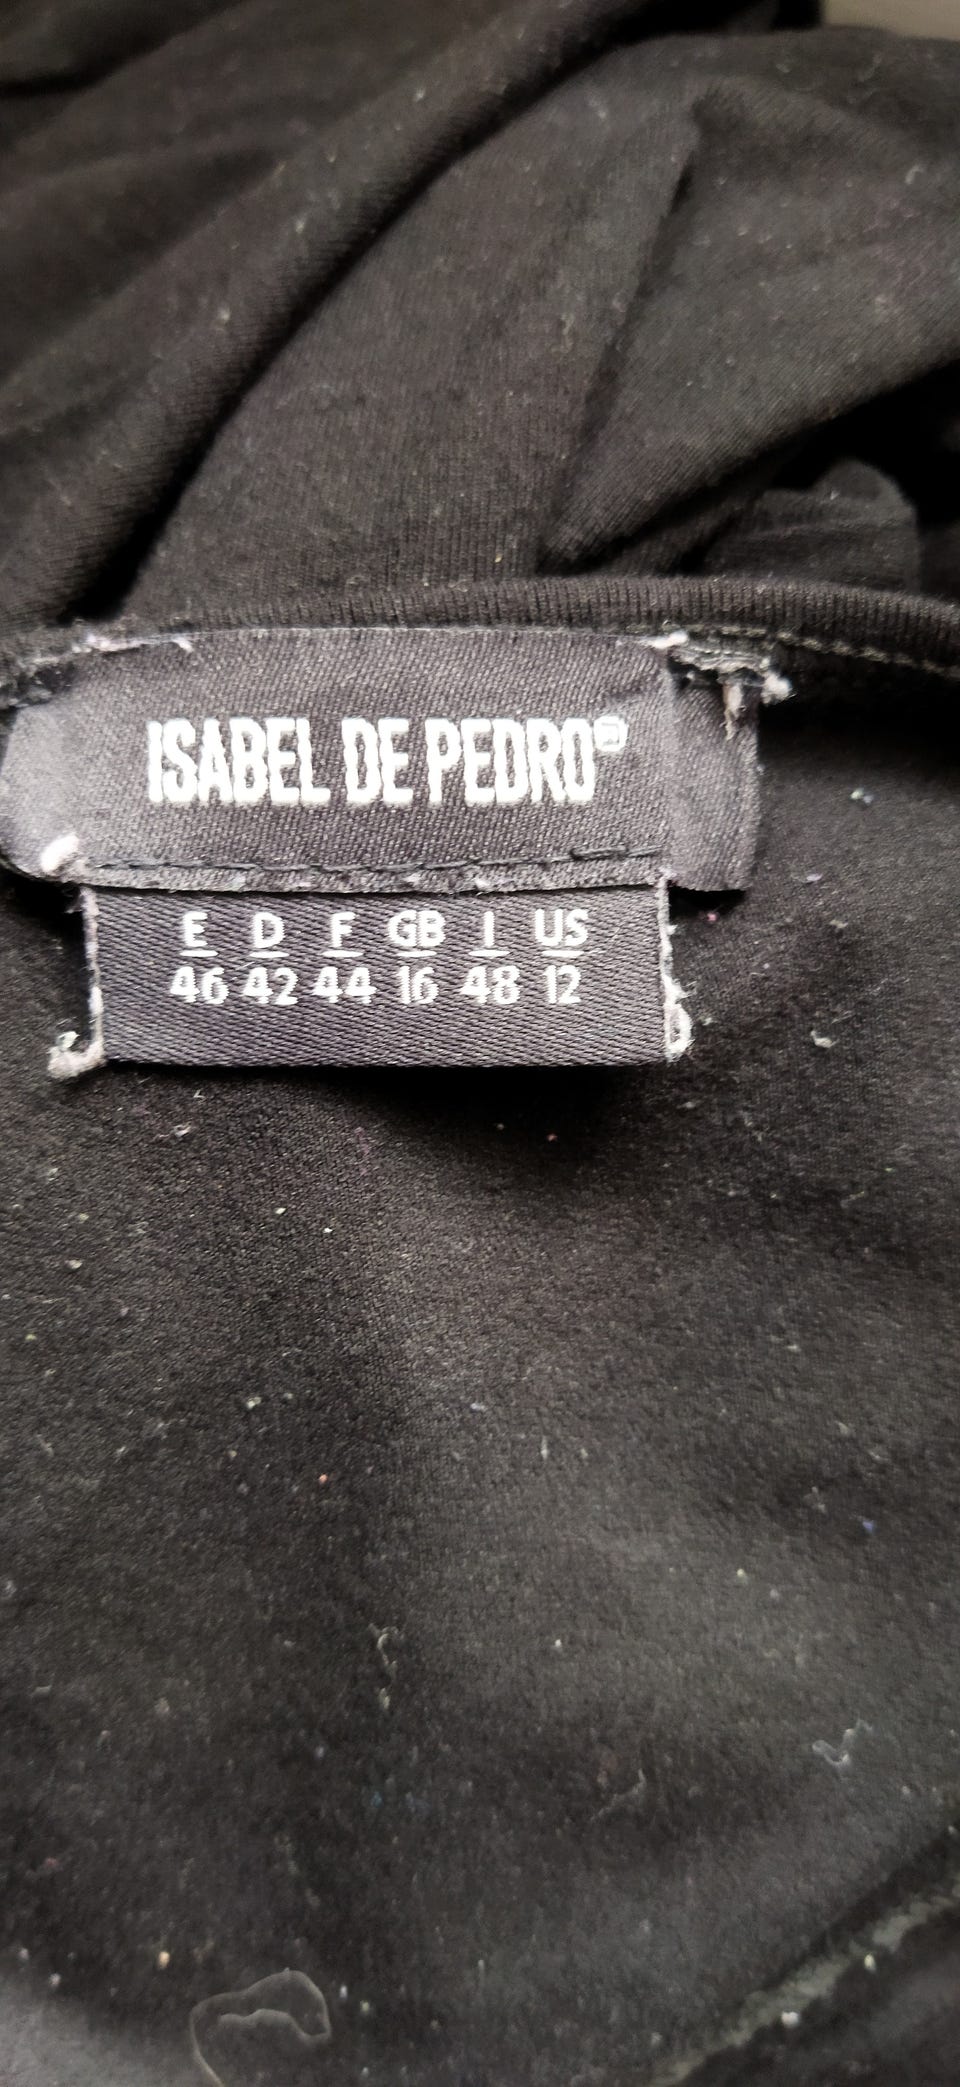 ISABEL DE PEDRO®
E D F GB I US
46 42 44 16 48 12